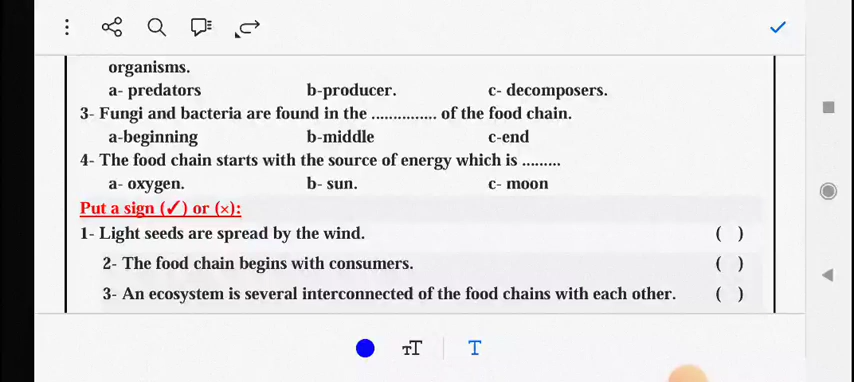 organisms.
a- predators b-producer. c- decomposers.
3- Fungi and bacteria are found in the ............... of the food chain.
a-beginning b-middle c-end
4- The food chain starts with the source of energy which is .........
a- oxygen. b- sun. c- moon
Put a sign (✓) or (×):
1- Light seeds are spread by the wind. ( )
2- The food chain begins with consumers. ( )
3- An ecosystem is several interconnected of the food chains with each other. ( )
TT T